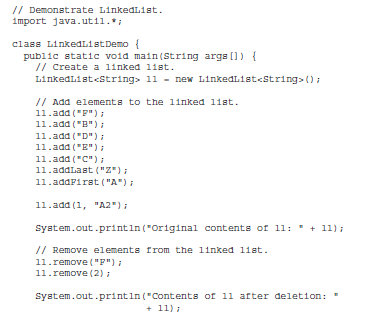 // Demonstrate LinkedList.
import java.util.*;
class LinkedListDemo {
public static void main(String args[]) {
// Create a linked list.
LinkedList<String> ll = new LinkedList<String>();
// Add elements to the linked list.
ll.add("F");
ll.add("B");
ll.add("D");
ll.add("E");
ll.add("C");
ll.addLast("Z");
ll.addFirst("A");
ll.add(1, "A2");
System.out.println("Original contents of ll: " + ll);
// Remove elements from the linked list.
ll.remove("F");
ll.remove(2);
System.out.println("Contents of ll after deletion: "
+ ll);